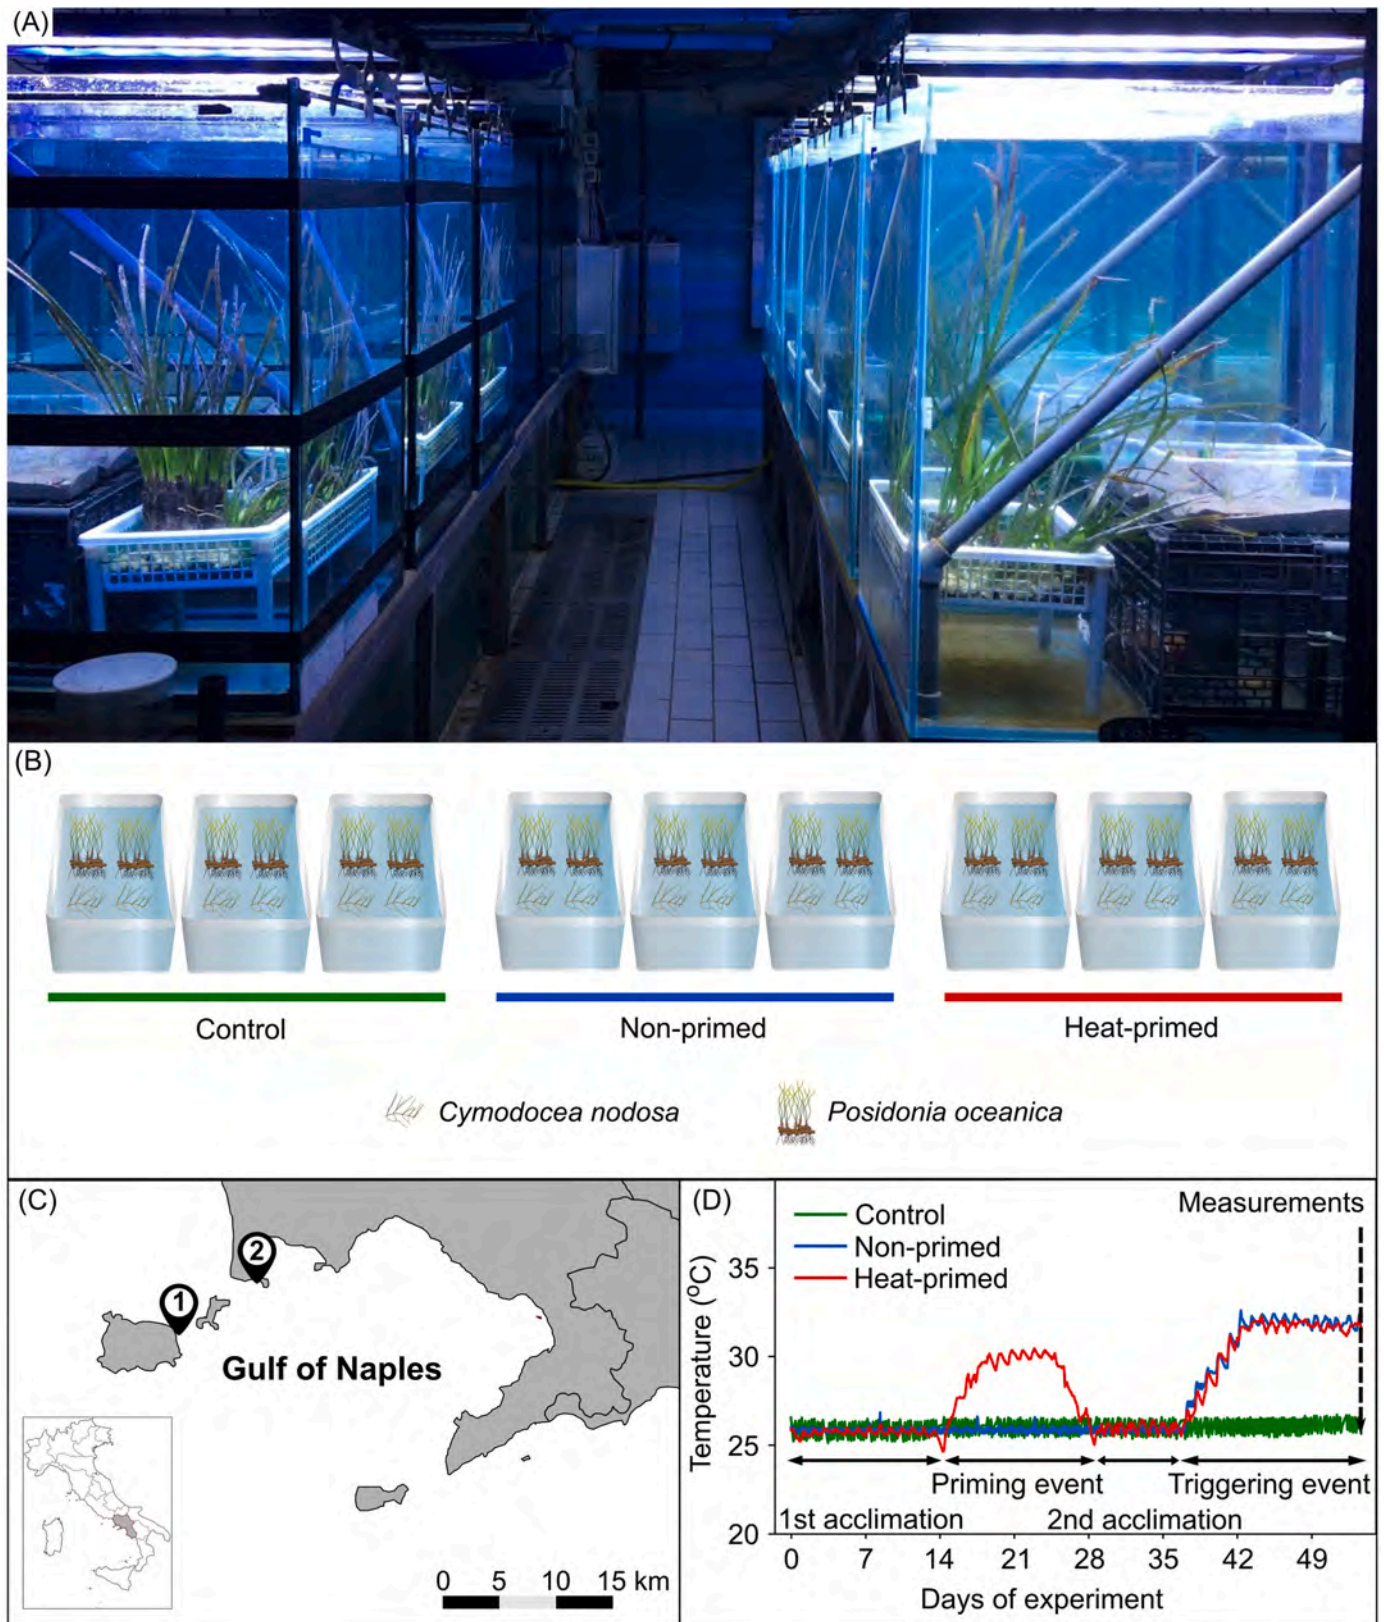 (A)
(B)
Control
Non-primed
Heat-primed
Cymodocea nodosa
Posidonia oceanica
(C)
2
1
Gulf of Naples
0 5 10 15 km
(D)
Measurements
Control
Non-primed
Heat-primed
Temperature (°C)
35
30
25
20
Priming event
Triggering event
1st acclimation
2nd acclimation
0 7 14 21 28 35 42 49
Days of experiment